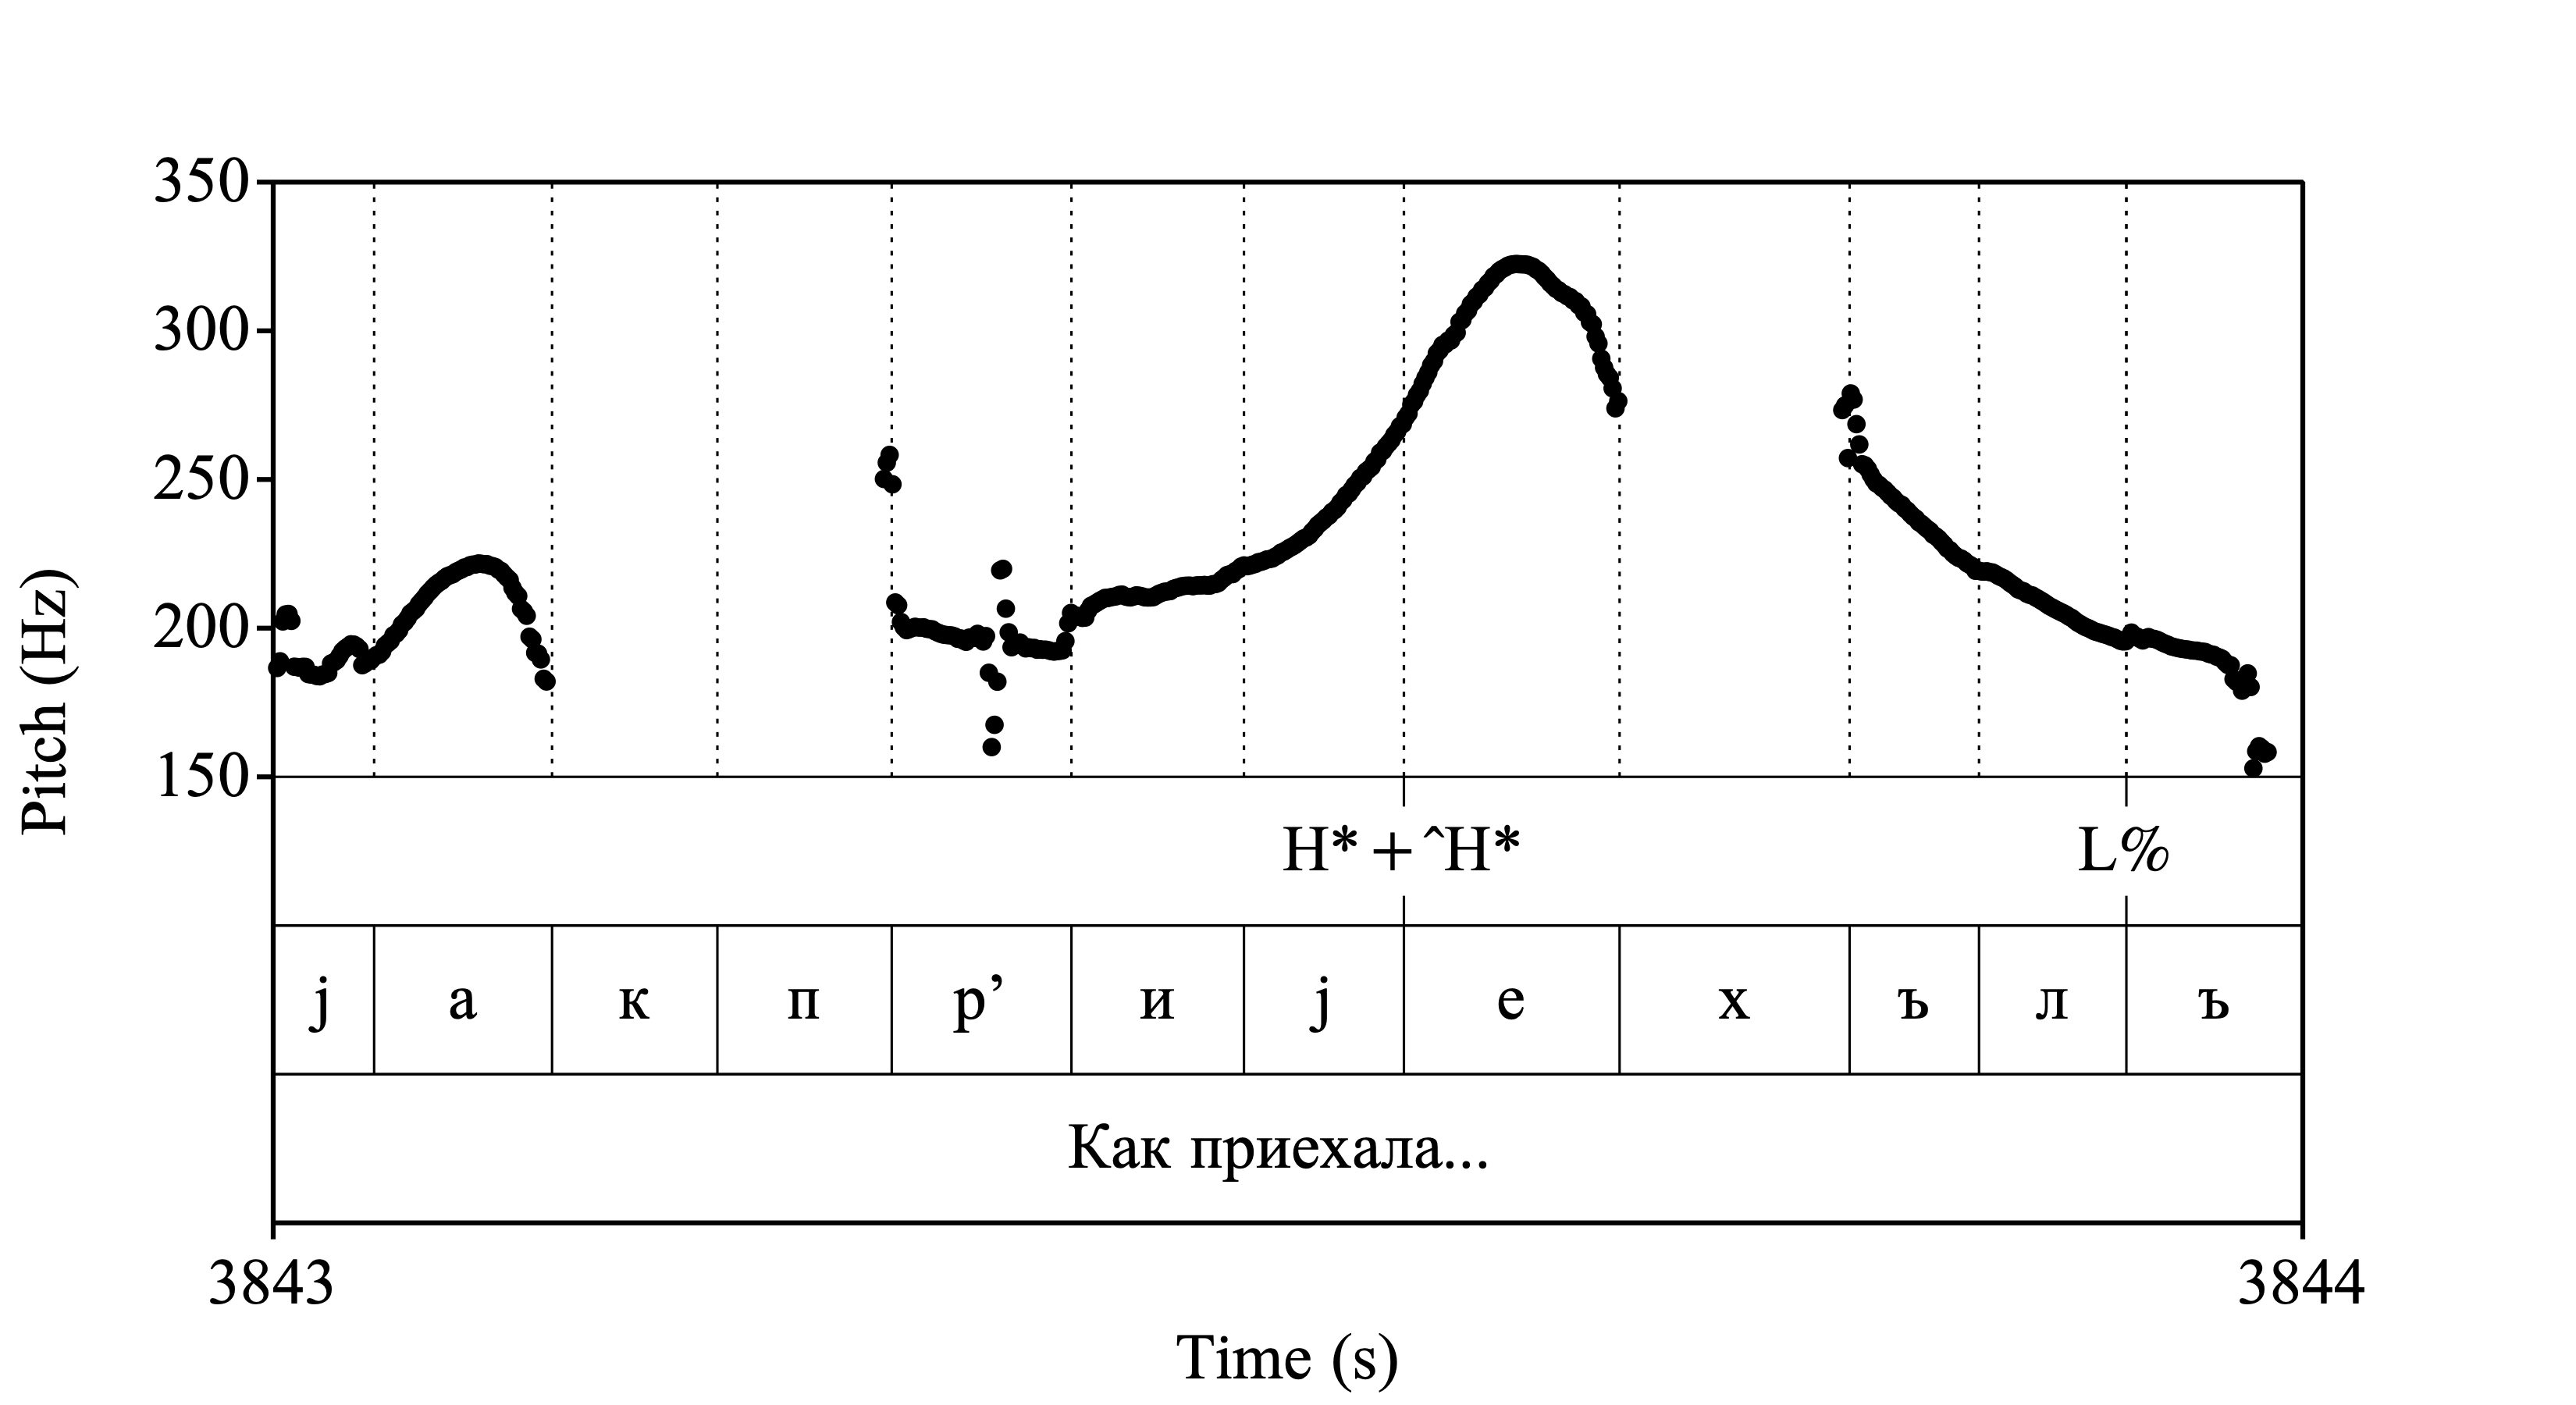 350
300
250
200
150
Pitch (Hz)
H* + ^H* L%
j а к п р’ и j е х ъ л ъ
Как приехала...
3843 3844
Time (s)